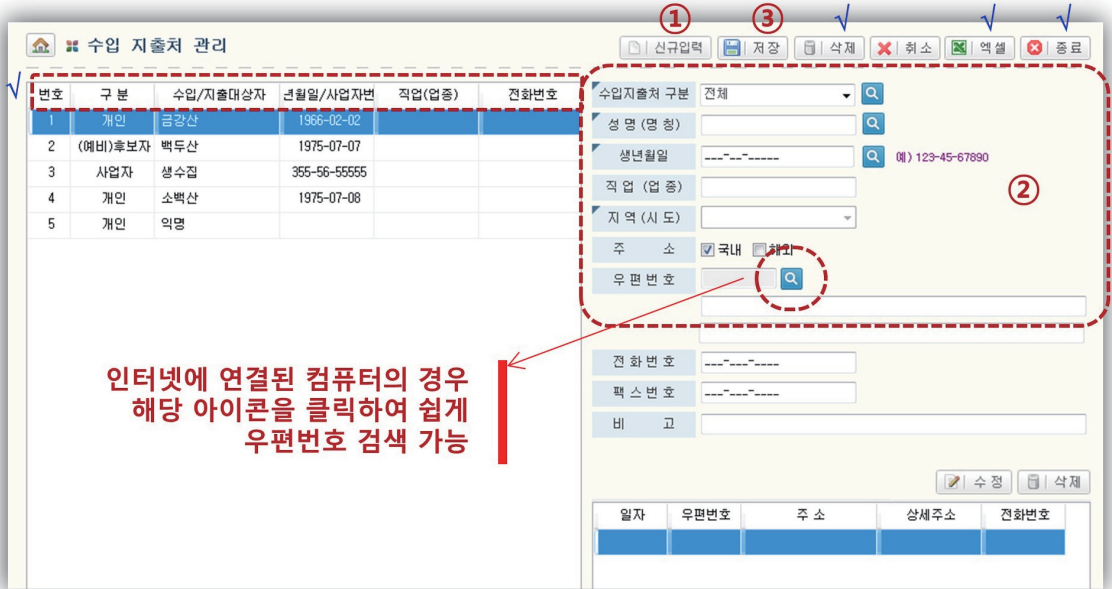 ① ③ √ √ √
수입 지출처 관리
신규입력 저장 삭제 취소 엑셀 종료
√
번호 구 분 수입/지출대상자 년월일/사업자번 직업(업종) 전화번호
1 개인 금강산 1966-02-02
2 (예비)후보자 백두산 1975-07-07
3 사업자 생수집 355-56-55555
4 개인 소백산 1975-07-08
5 개인 익명
수입지출처 구분 전체
성 명 (명 칭)
생년월일 ___-__-_____ 예) 123-45-67890
직 업 (업 종)
②
지 역 (시 도)
주 소 국내 해외
우 편 번 호
인터넷에 연결된 컴퓨터의 경우
해당 아이콘을 클릭하여 쉽게
우편번호 검색 가능
전 화 번 호 ___-___-____
팩 스 번 호 ___-___-____
비 고
수 정 삭제
일자 우편번호 주 소 상세주소 전화번호